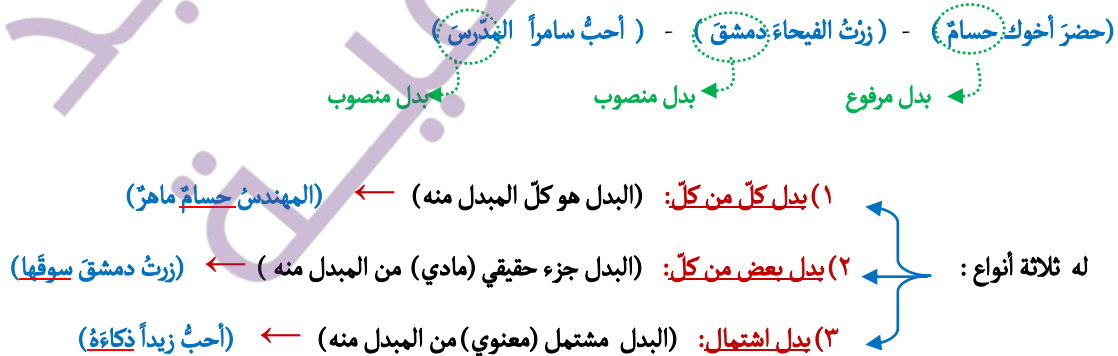 (حضرَ أخوك حسامٌ) - (زرْتُ الفيحاءَ دمشقَ) - (أحبُّ سامراً المدّرسَ)
بدل مرفوع بدل منصوب بدل منصوب
١) بدل كلّ من كلّ: (البدل هو كلّ المبدل منه) ← (المهندسُ حسامٌ ماهرٌ)
له ثلاثة أنواع : ٢) بدل بعض من كلّ: (البدل جزء حقيقي (مادي) من المبدل منه ) ← (زرتُ دمشقَ سوقَها)
٣) بدل اشتمال: (البدل مشتمل (معنوي) من المبدل منه) ← (أحبُّ زيداً ذكاءَهُ)